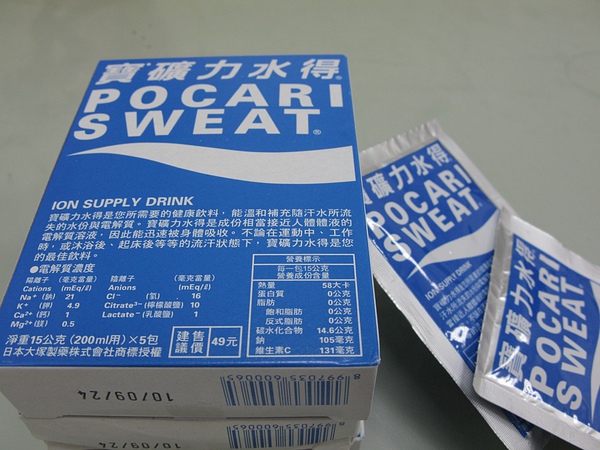 寶礦力水得®
POCARI
SWEAT®
ION SUPPLY DRINK
寶礦力水得是您所需要的健康飲料，能溫和補充隨汗水所流
失的水份與電解質。寶礦力水得是成份相當接近人體體液的
電解質溶液，因此能迅速被身體吸收。不論在運動中、工作
時，或沐浴後、起床後等等的流汗狀態下，寶礦力水得是您
的最佳飲料。
●電解質濃度
陽離子 (毫克當量) 陰離子 (毫克當量)
Cations (mEq/ℓ) Anions (mEq/ℓ)
Na⁺ (鈉) 21 Cl⁻ (氯) 16
K⁺ (鉀) 4.9 Citrate³⁻ (檸檬酸鹽) 10
Ca²⁺ (鈣) 1 Lactate⁻ (乳酸鹽) 1
Mg²⁺ (鎂) 0.5
營養標示
每一包15公克
營養成份含量
熱量 58大卡
蛋白質 0公克
脂肪 0公克
飽和脂肪 0公克
反式脂肪 0公克
碳水化合物 14.6公克
鈉 105毫克
維生素C 131毫克
淨重15公克 (200ml用) ×5包
日本大塚製藥株式會社商標授權
建售議價 49元
10/09/24
8997035600065
寶礦力水得
POCARI
SWEAT
ION SUPPLY DRINK
寶礦力水得
POCARI
SWEAT